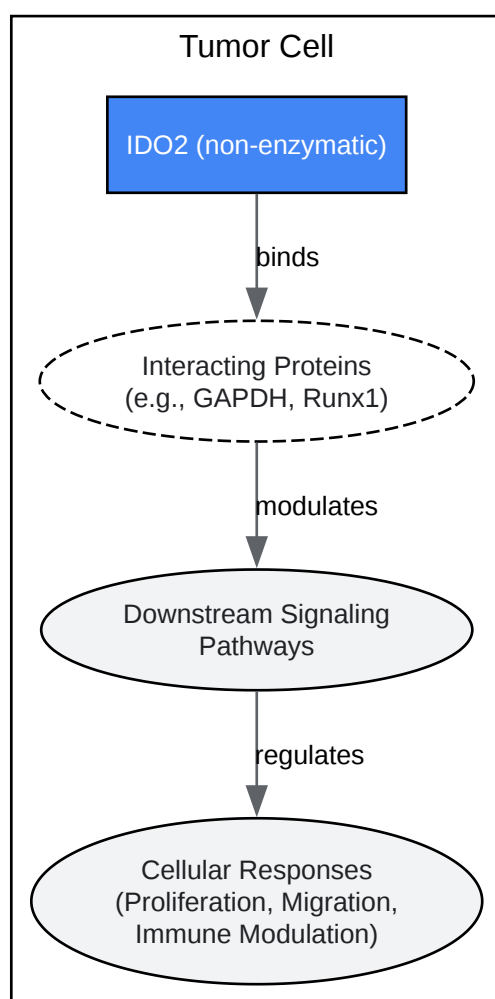 Tumor Cell
IDO2 (non-enzymatic)
binds
Interacting Proteins
(e.g., GAPDH, Runx1)
modulates
Downstream Signaling
Pathways
regulates
Cellular Responses
(Proliferation, Migration,
Immune Modulation)